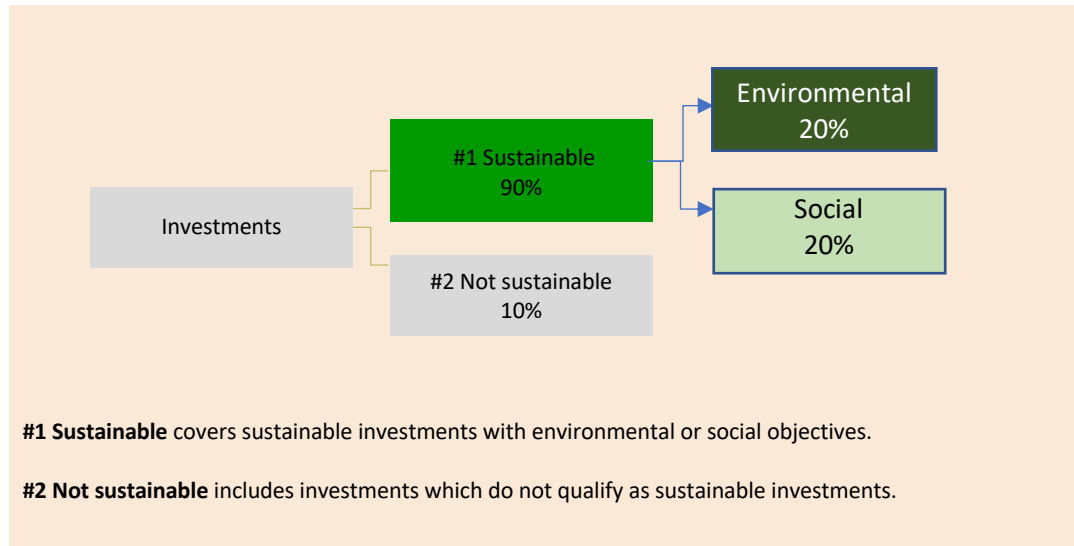 Environmental
20%
#1 Sustainable
90%
Investments
Social
20%
#2 Not sustainable
10%
#1 Sustainable covers sustainable investments with environmental or social objectives.
#2 Not sustainable includes investments which do not qualify as sustainable investments.